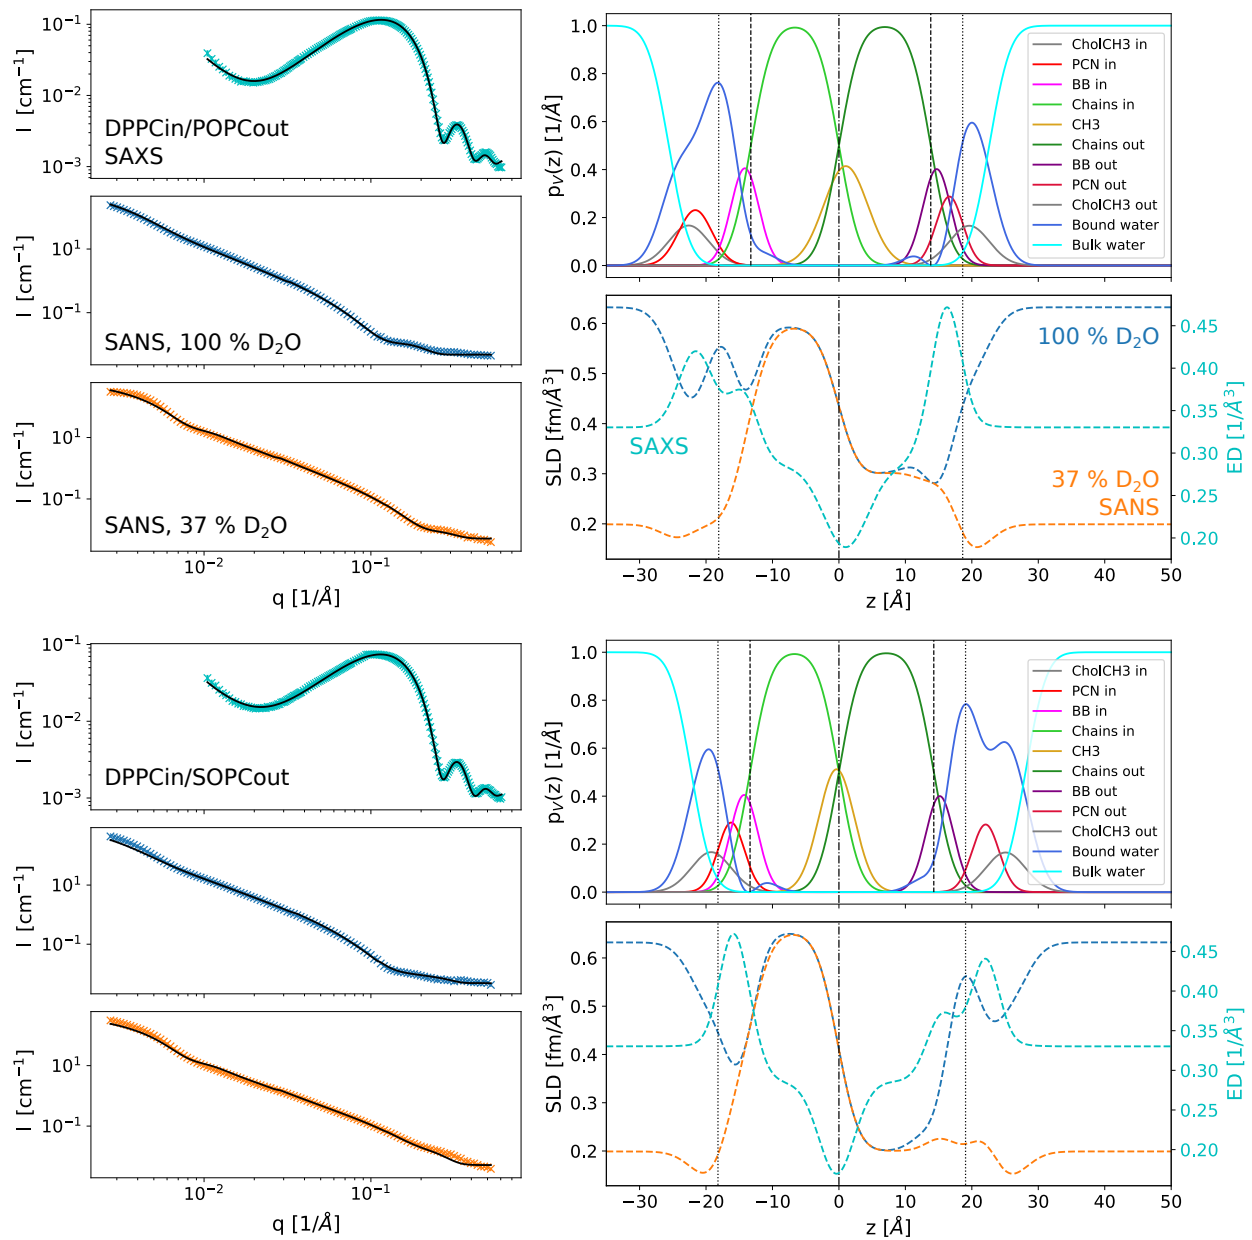 10⁻¹
10⁻²
10⁻³
I [cm⁻¹]
DPPCin/POPCout
SAXS
10¹
10⁻¹
I [cm⁻¹]
SANS, 100 % D₂O
10¹
10⁻¹
I [cm⁻¹]
SANS, 37 % D₂O
10⁻² 10⁻¹
q [1/Å]
1.0
0.8
0.6
0.4
0.2
0.0
pᵥ(z) [1/Å]
CholCH3 in
PCN in
BB in
Chains in
CH3
Chains out
BB out
PCN out
CholCH3 out
Bound water
Bulk water
0.6
0.5
0.4
0.3
0.2
SLD [fm/Å³]
SAXS
100 % D₂O
37 % D₂O
SANS
0.45
0.40
0.35
0.30
0.25
0.20
ED [1/Å³]
−30 −20 −10 0 10 20 30 40 50
z [Å]
10⁻¹
10⁻²
10⁻³
I [cm⁻¹]
DPPCin/SOPCout
10¹
10⁻¹
I [cm⁻¹]
10¹
10⁻¹
I [cm⁻¹]
10⁻² 10⁻¹
q [1/Å]
1.0
0.8
0.6
0.4
0.2
0.0
pᵥ(z) [1/Å]
CholCH3 in
PCN in
BB in
Chains in
CH3
Chains out
BB out
PCN out
CholCH3 out
Bound water
Bulk water
0.6
0.5
0.4
0.3
0.2
SLD [fm/Å³]
0.45
0.40
0.35
0.30
0.25
0.20
ED [1/Å³]
−30 −20 −10 0 10 20 30 40 50
z [Å]